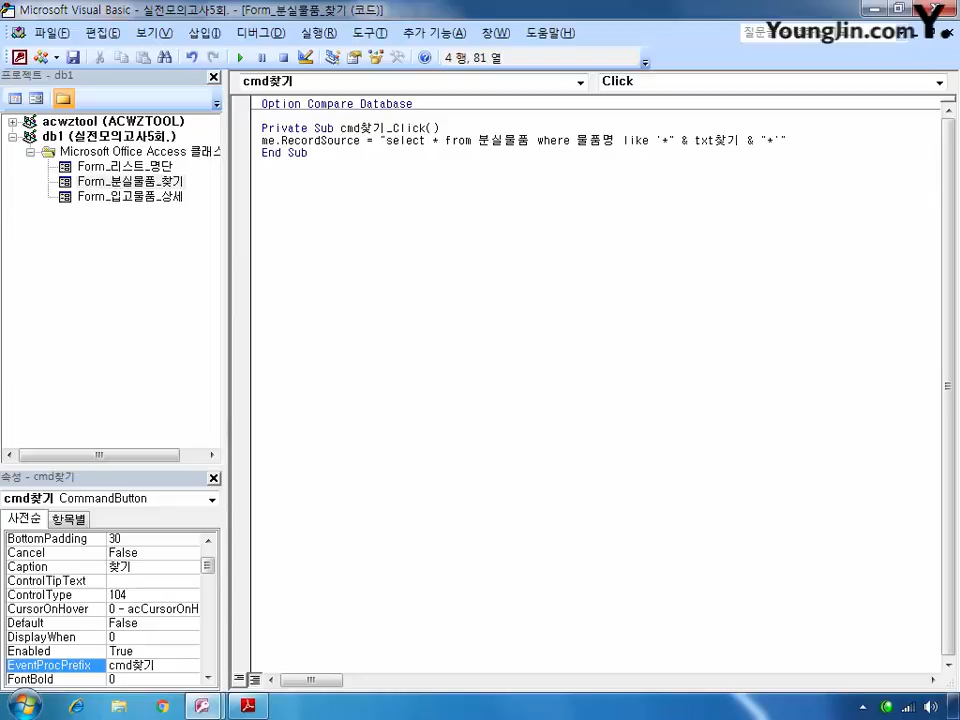 Microsoft Visual Basic - 실전모의고사5회. - [Form_분실물품_찾기 (코드)]
파일(F) 편집(E) 보기(V) 삽입(I) 디버그(D) 실행(R) 도구(T) 추가 기능(A) 창(W) 도움말(H)
Younglin.com Y.
4 행, 81 열
프로젝트 - db1
cmd찾기
Click
acwztool (ACWZTOOL)
db1 (실전모의고사5회.)
Microsoft Office Access 클래스
Form_리스트_명단
Form_분실물품_찾기
Form_입고물품_상세
Option Compare Database
Private Sub cmd찾기_Click()
me.RecordSource = "select * from 분실물품 where 물품명 like '*" & txt찾기 & "*'"
End Sub
속성 - cmd찾기
cmd찾기 CommandButton
사전순 항목별
BottomPadding 30
Cancel False
Caption 찾기
ControlTipText
ControlType 104
CursorOnHover 0 - acCursorOnH
Default False
DisplayWhen 0
Enabled True
EventProcPrefix cmd찾기
FontBold 0